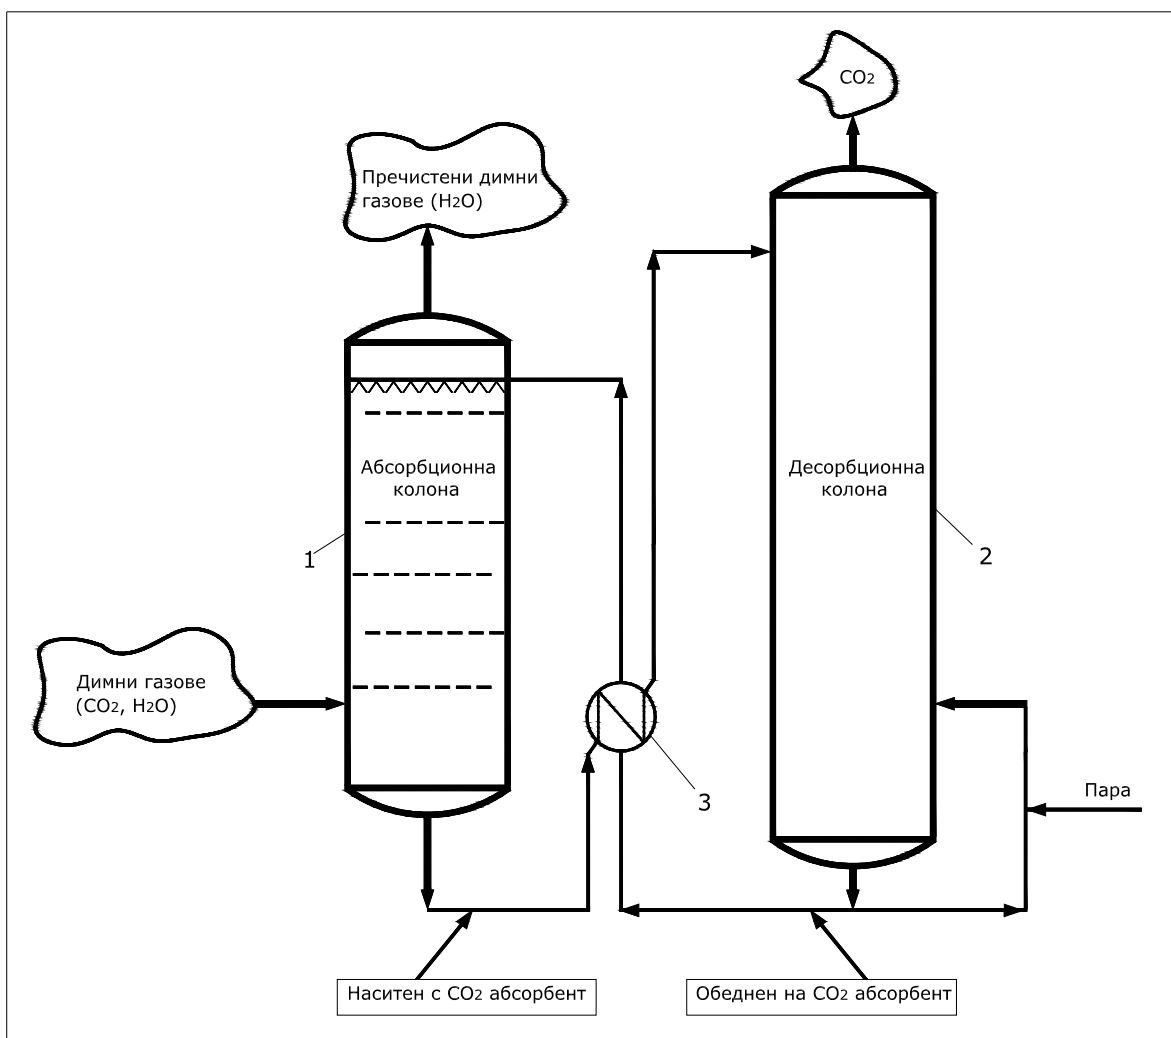 CO2
Пречистени димни
газове (H2O)
Абсорбционна
колона
Десорбционна
колона
1
2
Димни газове
(CO2, H2O)
3
Пара
Наситен с CO2 абсорбент
Обеднен на CO2 абсорбент